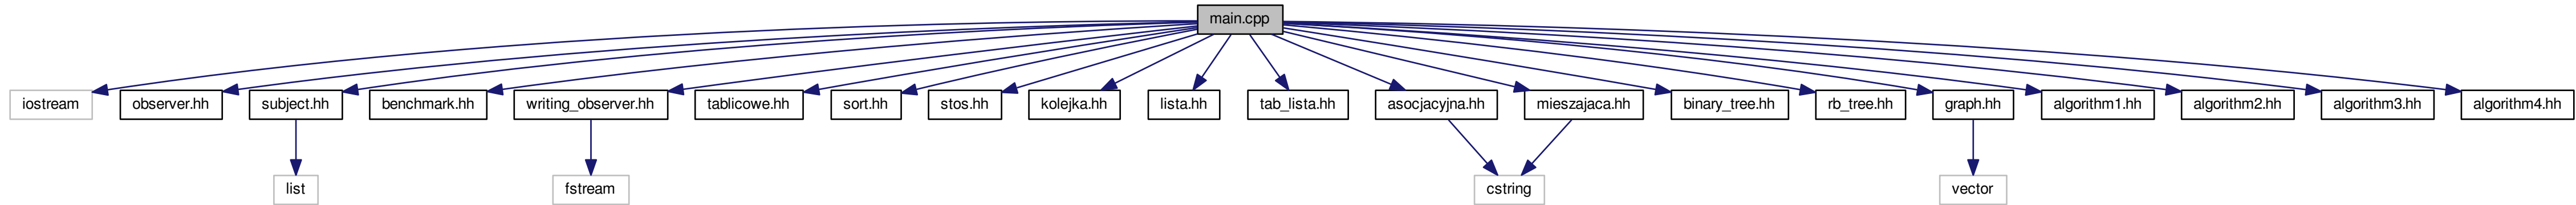 main.cpp
iostream
observer.hh
subject.hh
benchmark.hh
writing_observer.hh
tablicowe.hh
sort.hh
stos.hh
kolejka.hh
lista.hh
tab_lista.hh
asocjacyjna.hh
mieszajaca.hh
binary_tree.hh
rb_tree.hh
graph.hh
algorithm1.hh
algorithm2.hh
algorithm3.hh
algorithm4.hh
list
fstream
cstring
vector